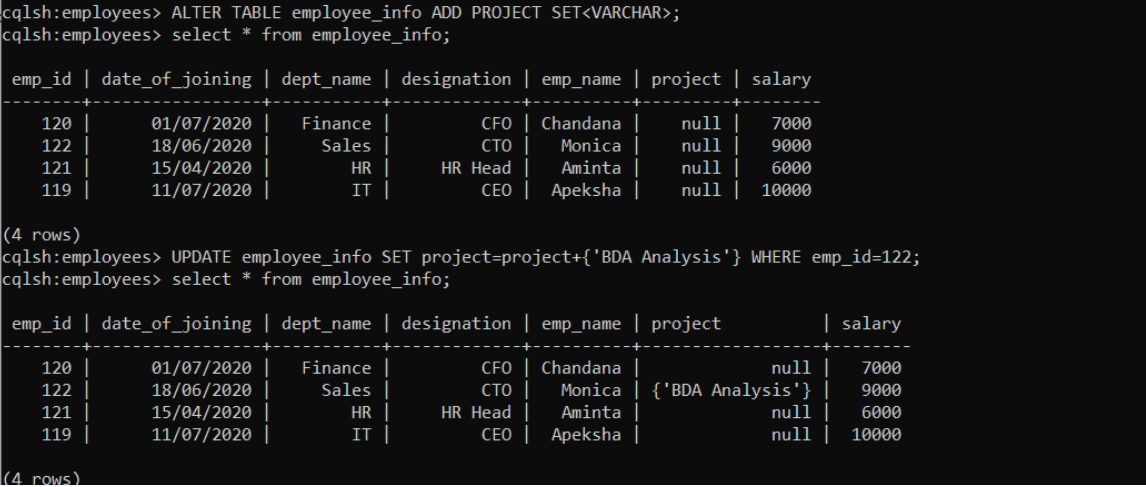 cqlsh:employees> ALTER TABLE employee_info ADD PROJECT SET<VARCHAR>;
cqlsh:employees> select * from employee_info;
emp_id | date_of_joining | dept_name | designation | emp_name | project | salary
--------+-----------------+-----------+-------------+----------+---------+--------
120 | 01/07/2020 | Finance | CFO | Chandana | null | 7000
122 | 18/06/2020 | Sales | CTO | Monica | null | 9000
121 | 15/04/2020 | HR | HR Head | Aminta | null | 6000
119 | 11/07/2020 | IT | CEO | Apeksha | null | 10000
(4 rows)
cqlsh:employees> UPDATE employee_info SET project=project+{'BDA Analysis'} WHERE emp_id=122;
cqlsh:employees> select * from employee_info;
emp_id | date_of_joining | dept_name | designation | emp_name | project | salary
--------+-----------------+-----------+-------------+----------+------------------+--------
120 | 01/07/2020 | Finance | CFO | Chandana | null | 7000
122 | 18/06/2020 | Sales | CTO | Monica | {'BDA Analysis'} | 9000
121 | 15/04/2020 | HR | HR Head | Aminta | null | 6000
119 | 11/07/2020 | IT | CEO | Apeksha | null | 10000
(4 rows)